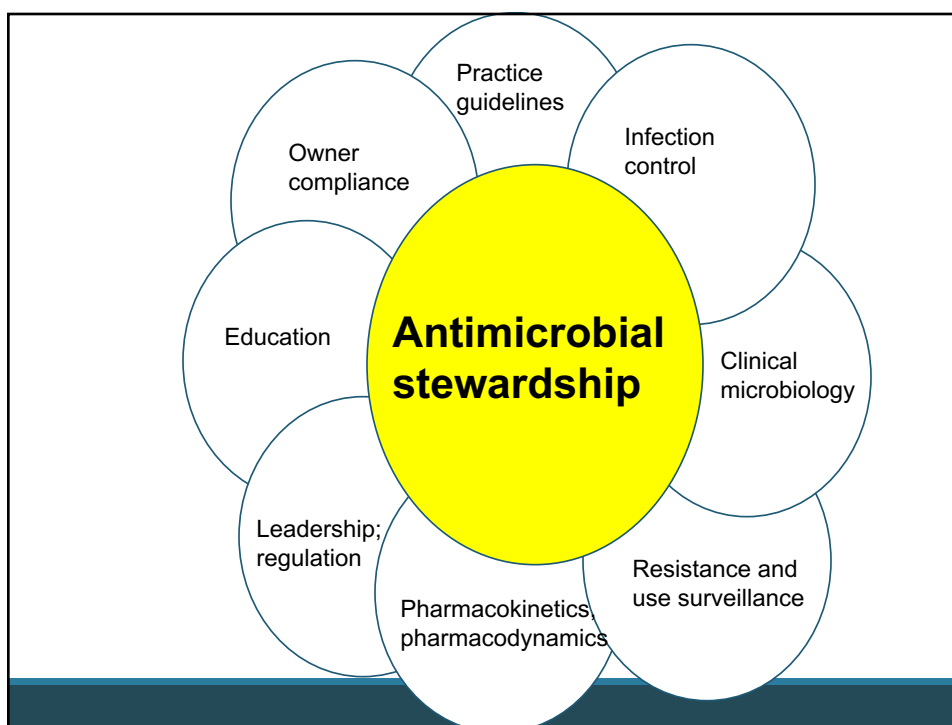 Practice
guidelines
Infection
control
Owner
compliance
Education
Antimicrobial
stewardship
Clinical
microbiology
Leadership;
regulation
Resistance and
use surveillance
Pharmacokinetics;
pharmacodynamics